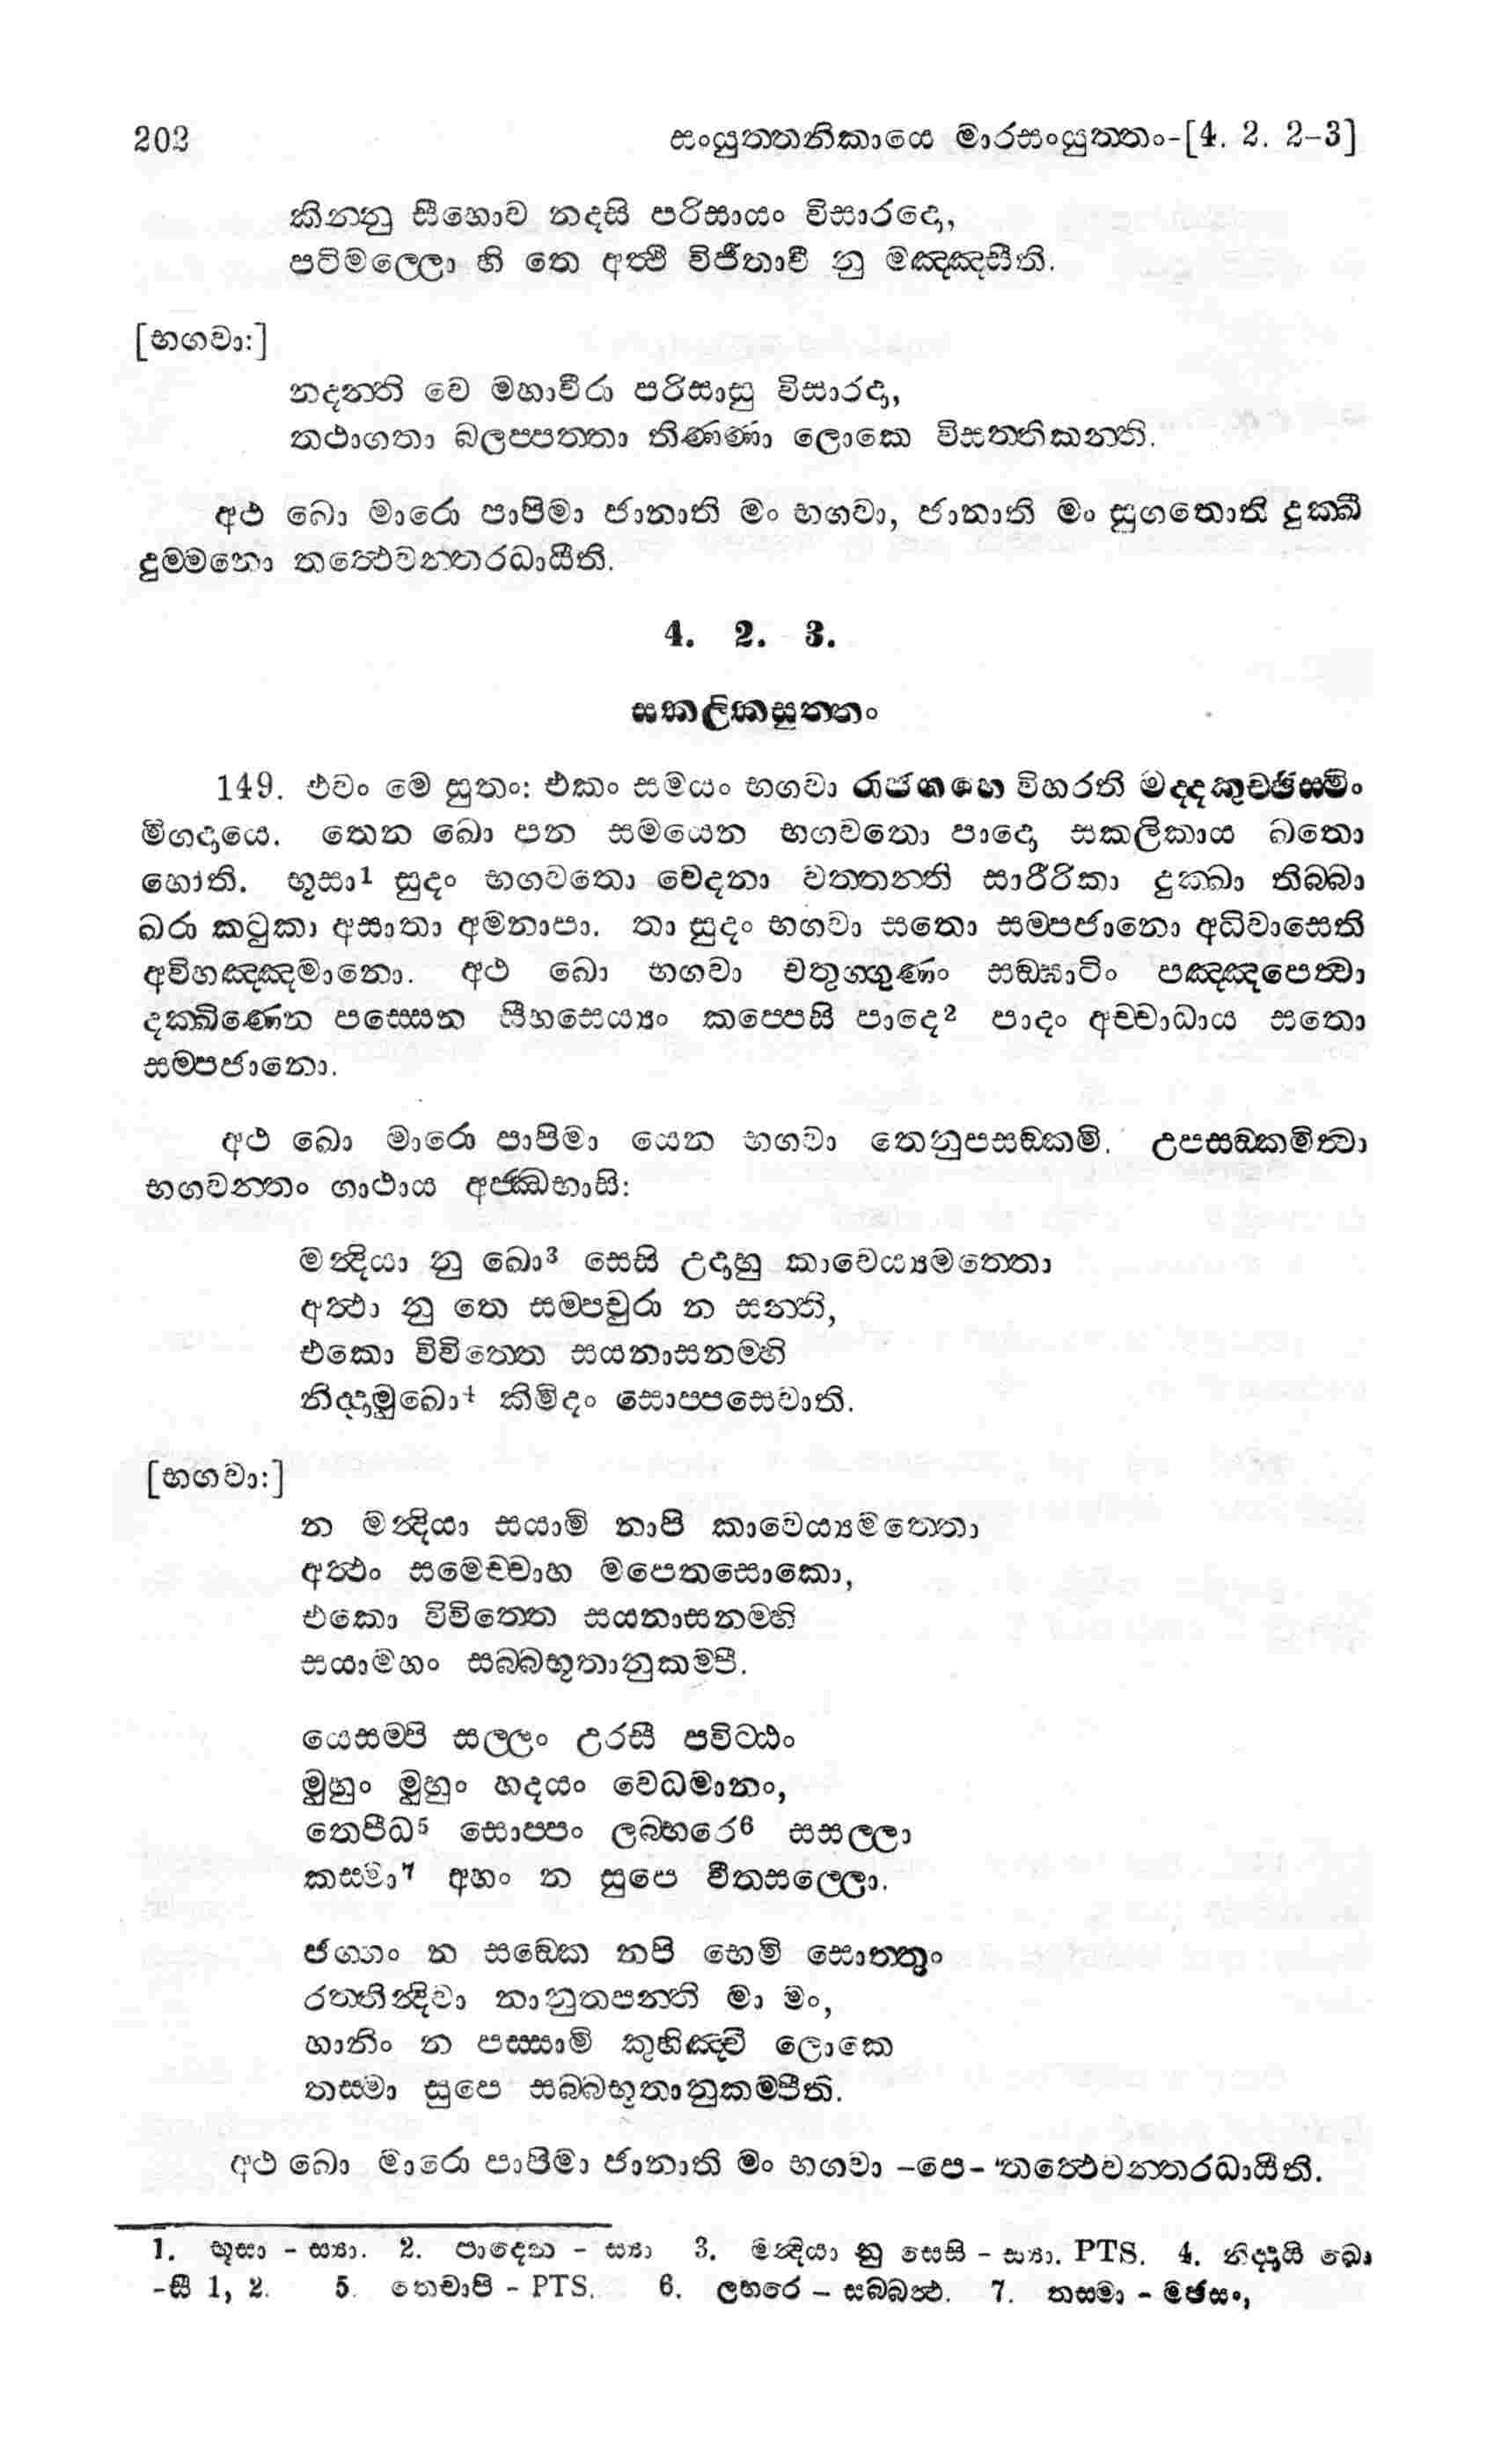 202 සංයුත්තනිකායෙ මාරසංයුත්තං-[4. 2. 2-3]
කින්නු සීහොව නදසි පරිසායං විසාරදො,
පටිමල්ලො හි තෙ අත්ථි විජිතාවී නු මඤ්ඤසීති.
[භගවා:]
නදන්ති වෙ මහාවීරා පරිසාසු විසාරදා,
තථාගතා බලප්පත්තා තිණ්ණා ලොකෙ විසත්තිකන්ති.
අථ ඛො මාරො පාපිමා ජානාති මං භගවා, ජානාති මං සුගතොති දුක්ඛී
දුම්මනො තත්ථෙවන්තරධායීති.
4. 2. 3.
සකලිකසුත්තං
149. එවං මෙ සුතං: එකං සමයං භගවා රාජගහෙ විහරති මද්දකුච්ඡිස්මිං
මිගදායෙ. තෙන ඛො පන සමයෙන භගවතො පාදො සකලිකාය ඛතො
හොති. භූසා1 සුදං භගවතො වෙදනා වත්තන්ති සාරීරිකා දුක්ඛා තිබ්බා
ඛරා කටුකා අසාතා අමනාපා. තා සුදං භගවා සතො සම්පජානො අධිවාසෙති
අවිහඤ්ඤමානො. අථ ඛො භගවා චතුග්ගුණං සඞ්ඝාටිං පඤ්ඤපෙත්වා
දක්ඛිණෙන පස්සෙන සීහසෙය්‍යං කප්පෙසි පාදෙ2 පාදං අච්චාධාය සතො
සම්පජානො.
අථ ඛො මාරො පාපිමා යෙන භගවා තෙනුපසඞ්කමි. උපසඞ්කමිත්වා
භගවන්තං ගාථාය අජ්ඣභාසි:
මන්දියා නු ඛො3 සෙසි උදාහු කාවෙය්‍යමත්තො
අත්ථා නු තෙ සම්පචුරා න සන්ති,
එකො විවිත්තෙ සයනාසනම්හි
නිද්දාමුඛො4 කිමිදං සොප්පසෙවාති.
[භගවා:]
න මන්දියා සයාමි නාපි කාවෙය්‍යමත්තො
අත්ථං සමෙච්චාහ මපෙතසොකො,
එකො විවිත්තෙ සයනාසනම්හි
සයාමහං සබ්බභූතානුකම්පී.
යෙසම්පි සල්ලං උරසි පවිට්ඨං
මුහුං මුහුං හදයං වෙධමානං,
තෙපීධ5 සොප්පං ලබ්භරෙ6 සසල්ලා
කස්මා7 අහං න සුපෙ වීතසල්ලො.
ජග්ගං න සඞ්කෙ නපි භෙමි සොත්තුං
රත්තින්දිවා නානුතපන්ති මා මං,
හානිං න පස්සාමි කුහිඤ්චි ලොකෙ
තස්මා සුපෙ සබ්බභූතානුකම්පීති.
අථ ඛො මාරො පාපිමා ජානාති මං භගවා -පෙ- තත්ථෙවන්තරධායීති.
1. භූසා - ස්‍යා. 2. පාදෙන - ස්‍යා 3. මන්දියා නු සෙසි - ස්‍යා. PTS. 4. නිද්දායි ඛො
-සී 1, 2. 5. තෙචාපි - PTS. 6. ලභරෙ - සබ්බත්ථ. 7. තස්මා - මඡසං,